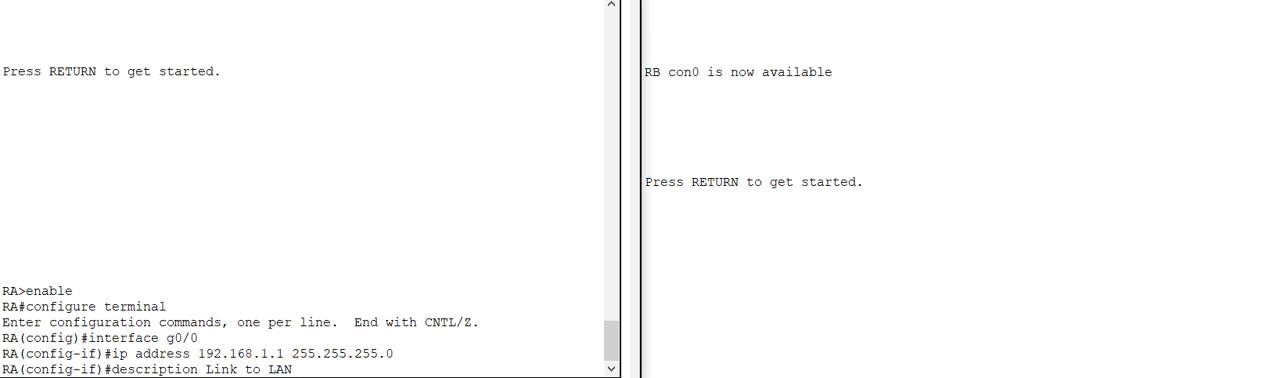 Press RETURN to get started.
RA>enable
RA#configure terminal
Enter configuration commands, one per line.  End with CNTL/Z.
RA(config)#interface g0/0
RA(config-if)#ip address 192.168.1.1 255.255.255.0
RA(config-if)#description Link to LAN
RB con0 is now available
Press RETURN to get started.